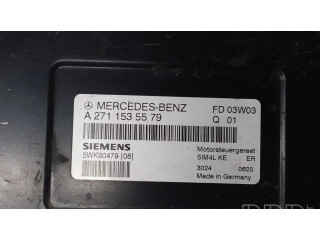 MERCEDES-BENZ FD 03W03
A 271 153 55 79 Q 01
SIEMENS Motorsteuergeraet
5WK90479 [08] SIM4L KE ER
3024 0620
Made in Germany